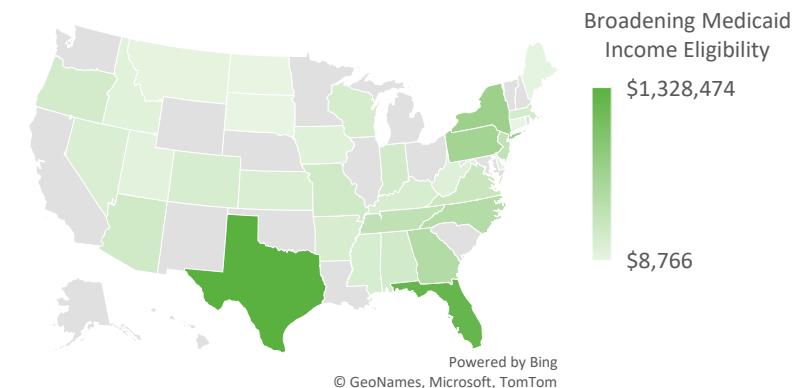 Broadening Medicaid
Income Eligibility
$1,328,474
$8,766
Powered by Bing
© GeoNames, Microsoft, TomTom